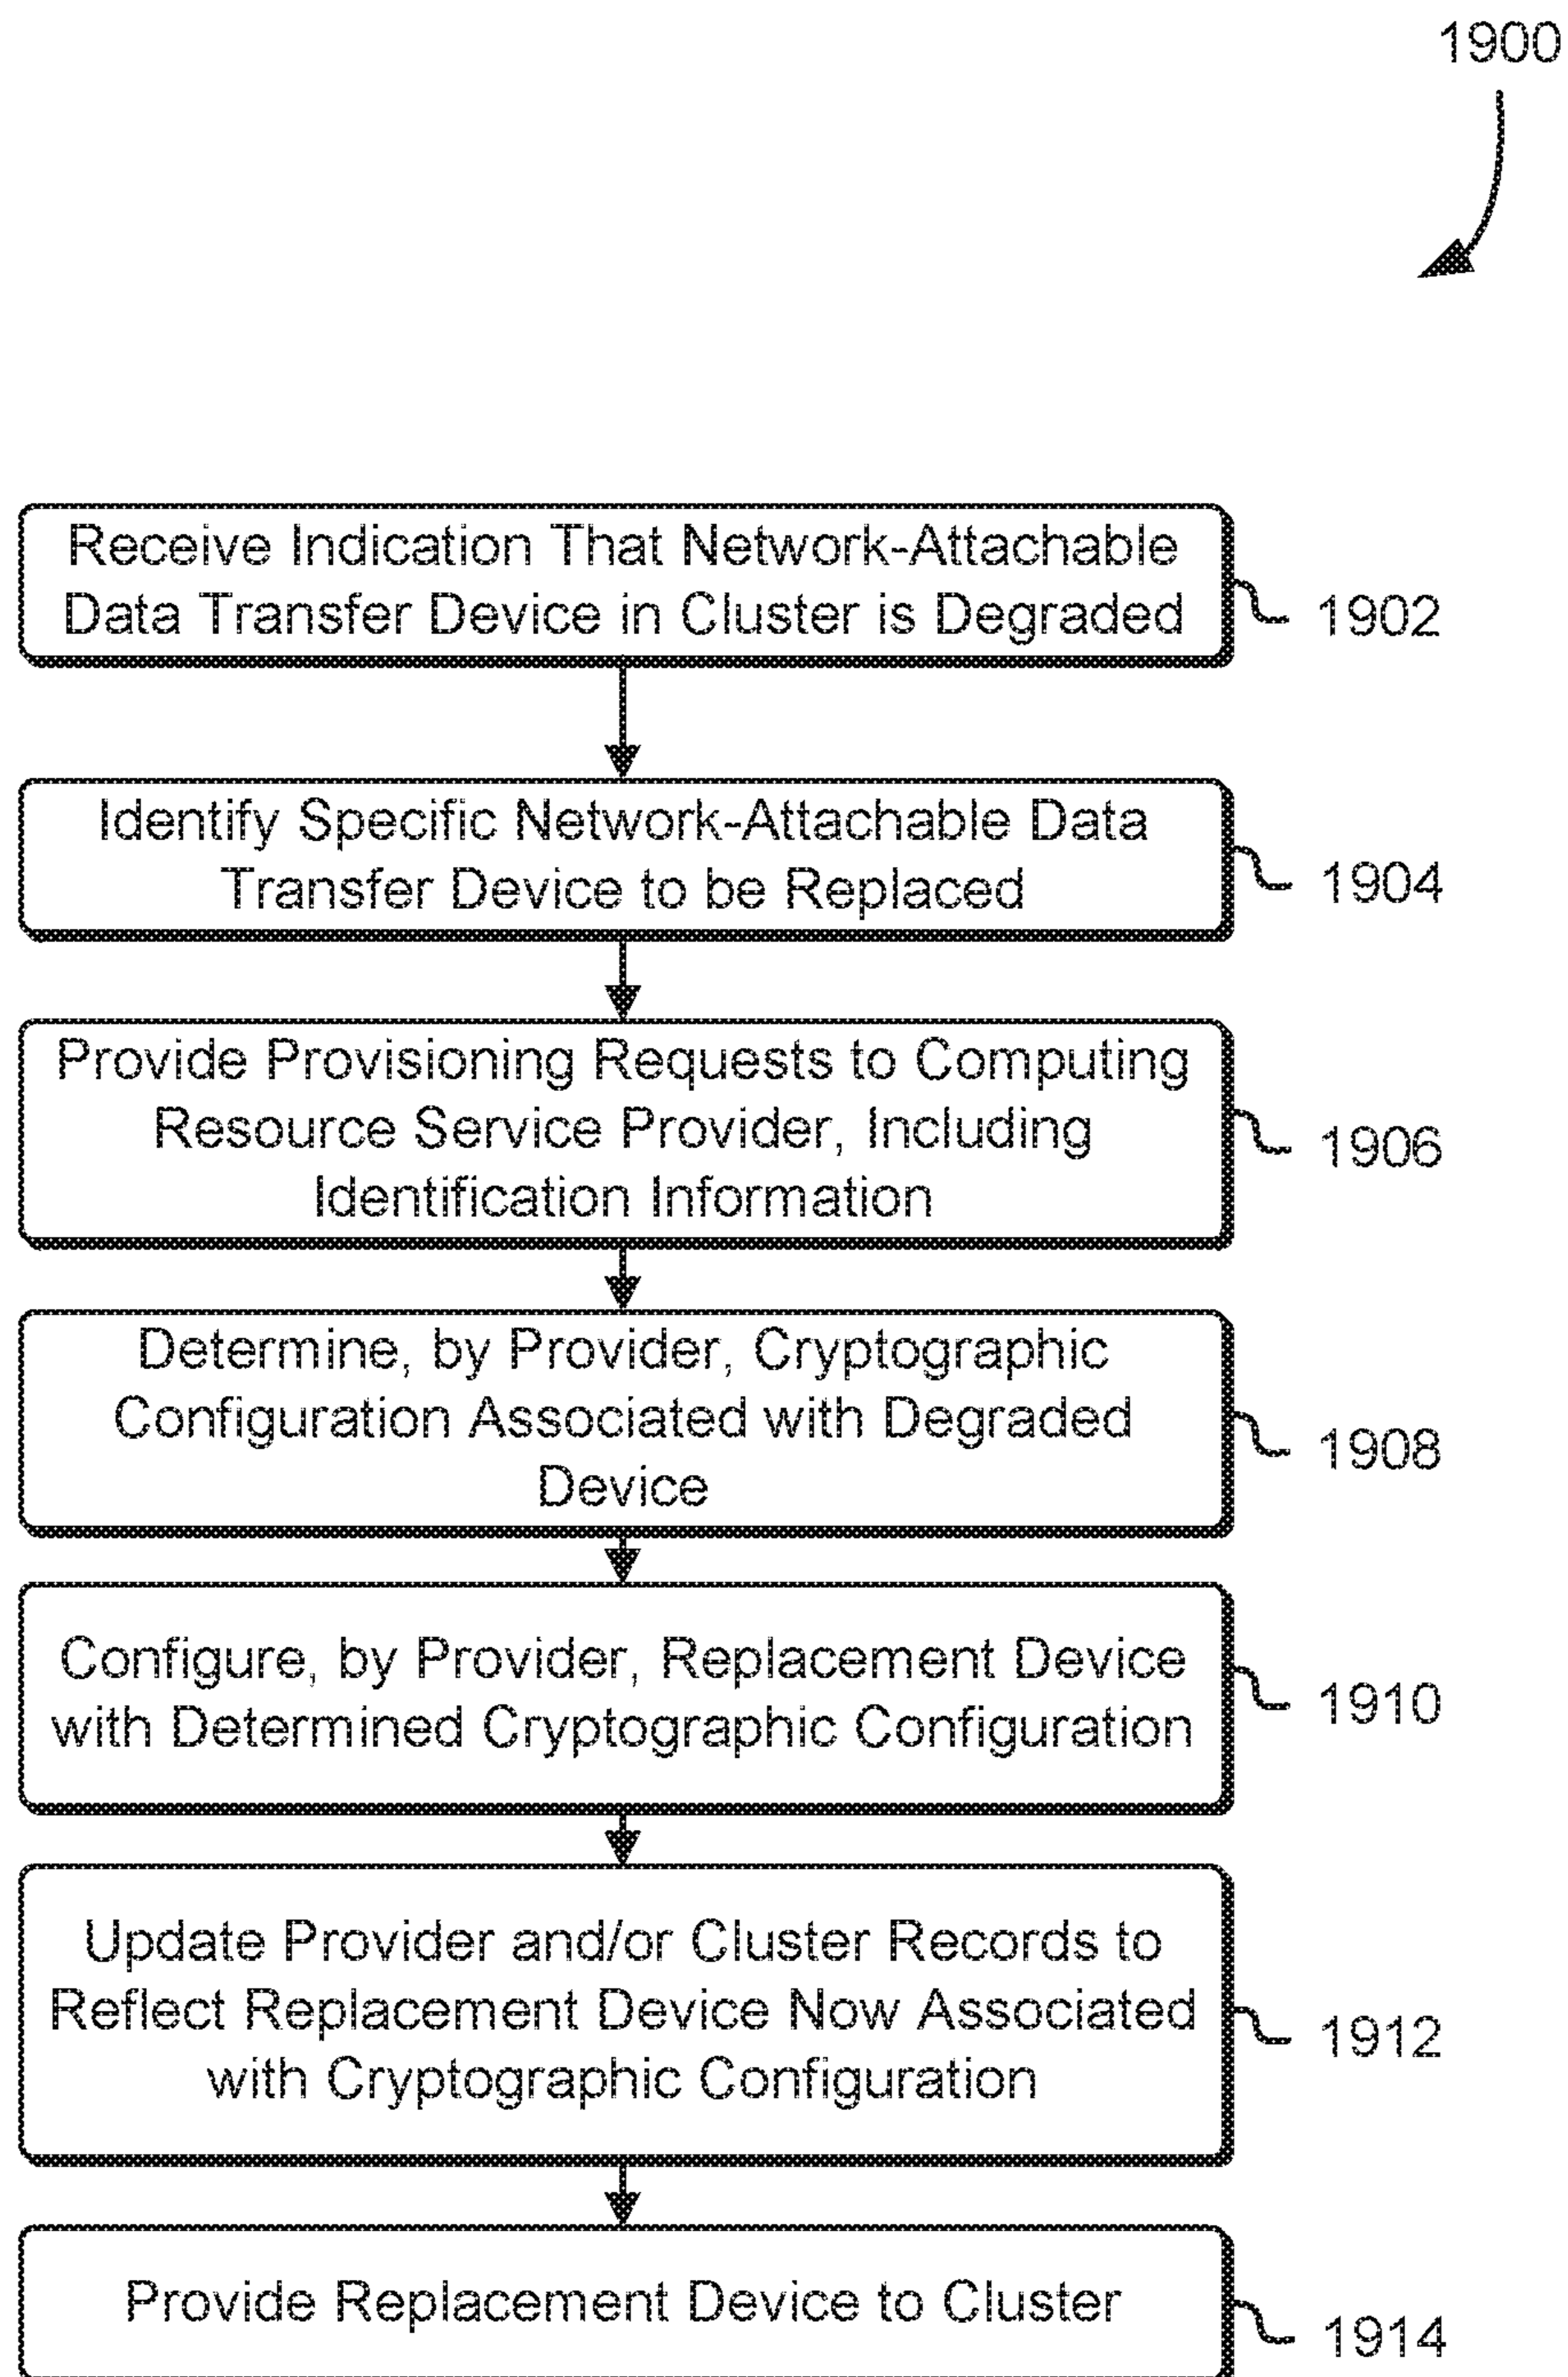 1900
Receive Indication That Network-Attachable
Data Transfer Device in Cluster is Degraded
1902
Identify Specific Network-Attachable Data
Transfer Device to be Replaced
1904
Provide Provisioning Requests to Computing
Resource Service Provider, Including
Identification Information
1906
Determine, by Provider, Cryptographic
Configuration Associated with Degraded
Device
1908
Configure, by Provider, Replacement Device
with Determined Cryptographic Configuration
1910
Update Provider and/or Cluster Records to
Reflect Replacement Device Now Associated
with Cryptographic Configuration
1912
Provide Replacement Device to Cluster
1914